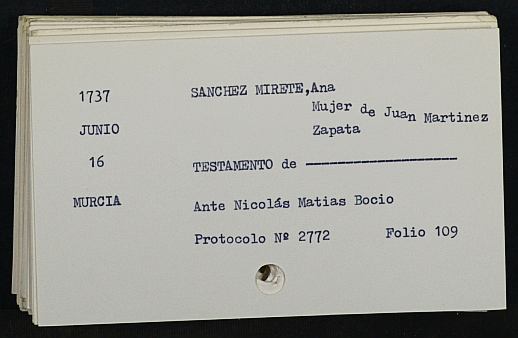 1737 SANCHEZ MIRETE,Ana
Mujer de Juan Martinez
JUNIO Zapata
16 TESTAMENTO de --------------------
MURCIA Ante Nicolás Matias Bocio
Protocolo Nº 2772 Folio 109